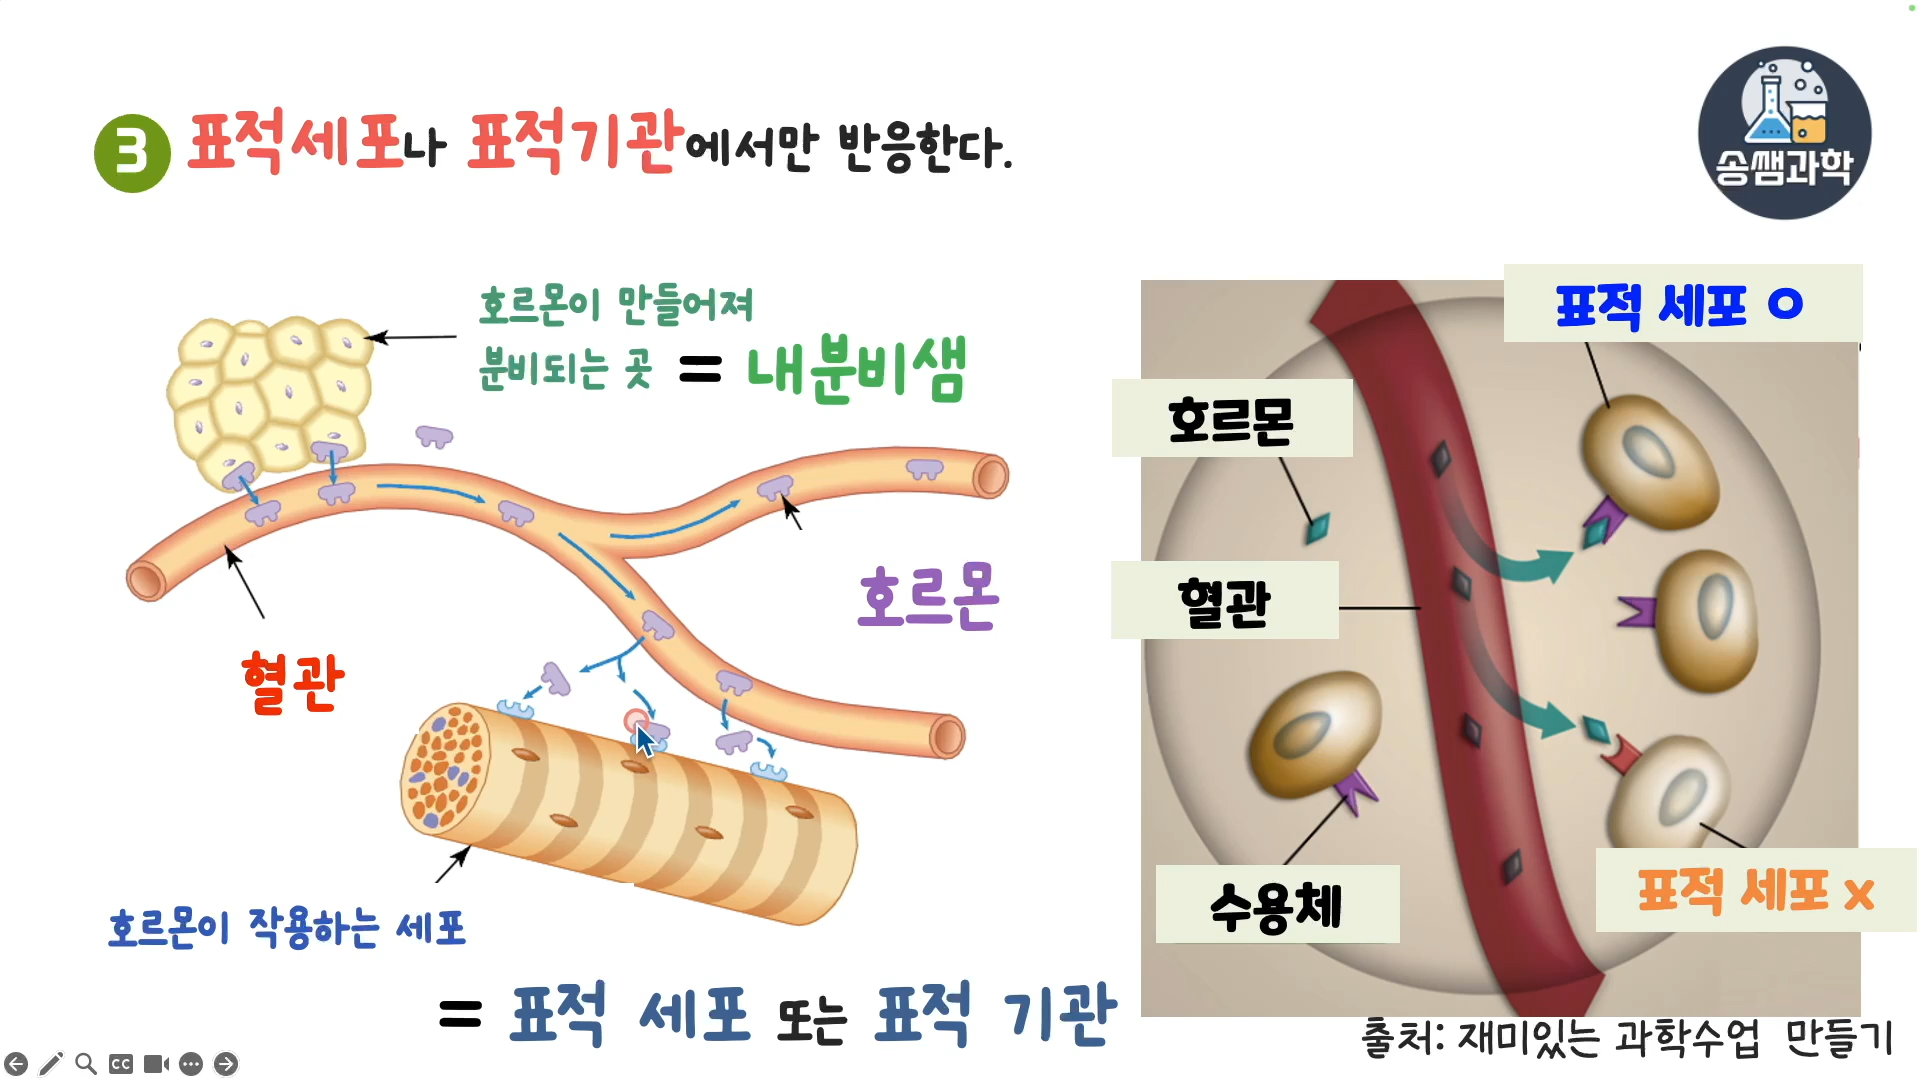 3 표적세포나 표적기관에서만 반응한다.
송쌤과학
호르몬이 만들어져
분비되는 곳 = 내분비샘
호르몬
혈관
호르몬이 작용하는 세포
= 표적 세포 또는 표적 기관
표적 세포 O
호르몬
혈관
수용체
표적 세포 x
출처: 재미있는 과학수업 만들기
CC